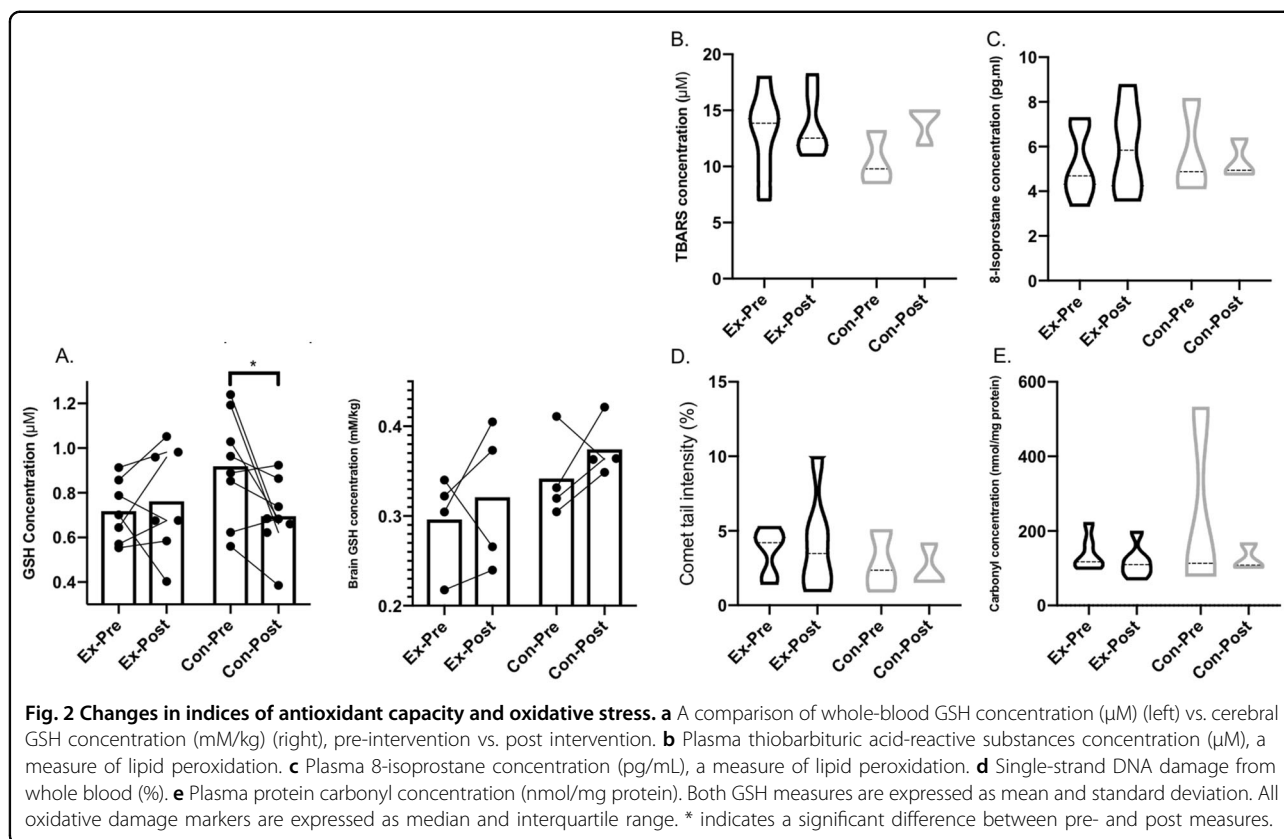 B.
TBARS concentration (µM)
20
15
10
5
0
Ex-Pre
Ex-Post
Con-Pre
Con-Post
C.
8-Isoprostane concentration (pg.ml)
10
8
6
4
2
0
Ex-Pre
Ex-Post
Con-Pre
Con-Post
A.
*
GSH Concentration (µM)
1.2
1.0
0.8
0.6
0.4
Ex-Pre
Ex-Post
Con-Pre
Con-Post
Brain GSH concentration (mM/kg)
0.4
0.3
0.2
Ex-Pre
Ex-Post
Con-Pre
Con-Post
D.
Comet tail intensity (%)
15
10
5
0
Ex-Pre
Ex-Post
Con-Pre
Con-Post
E.
Carbonyl concentration (nmol/mg protein)
600
400
200
0
Ex-Pre
Ex-Post
Con-Pre
Con-Post
Fig. 2 Changes in indices of antioxidant capacity and oxidative stress. a A comparison of whole-blood GSH concentration (µM) (left) vs. cerebral
GSH concentration (mM/kg) (right), pre-intervention vs. post intervention. b Plasma thiobarbituric acid-reactive substances concentration (µM), a
measure of lipid peroxidation. c Plasma 8-isoprostane concentration (pg/mL), a measure of lipid peroxidation. d Single-strand DNA damage from
whole blood (%). e Plasma protein carbonyl concentration (nmol/mg protein). Both GSH measures are expressed as mean and standard deviation. All
oxidative damage markers are expressed as median and interquartile range. * indicates a significant difference between pre- and post measures.